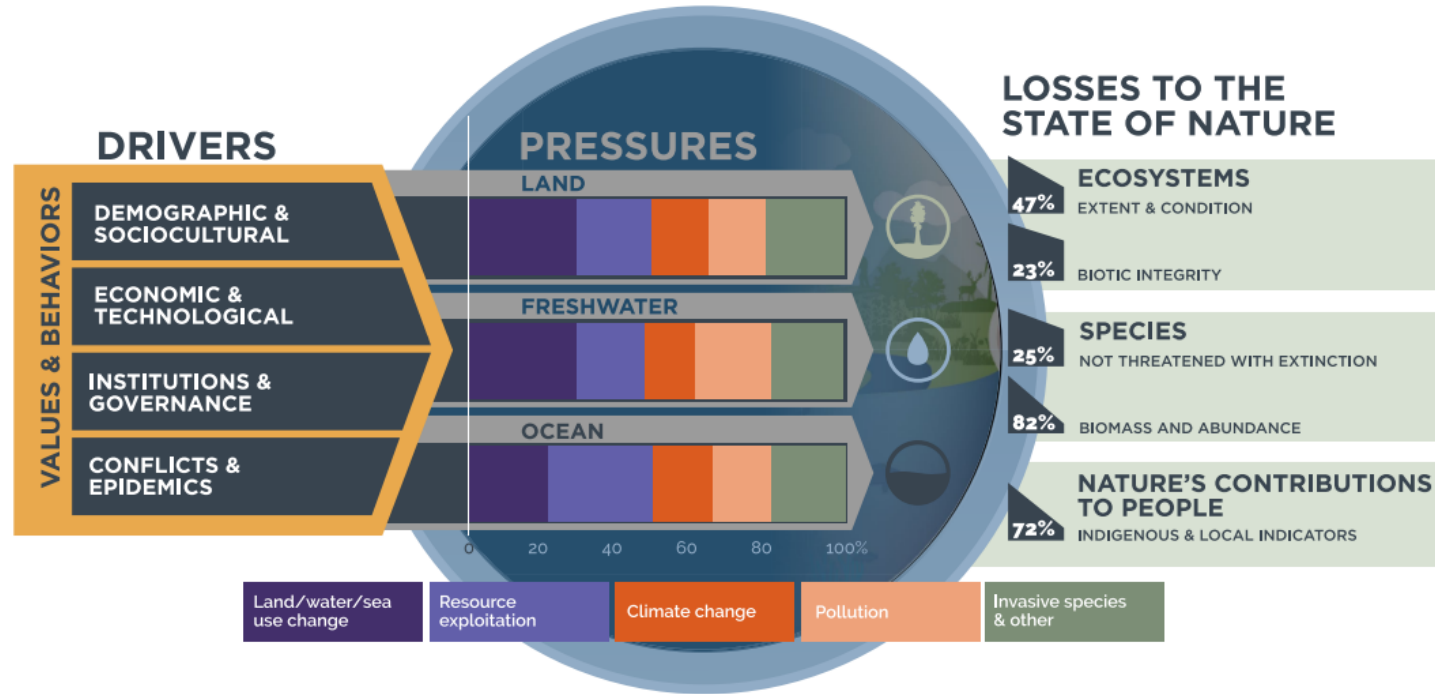 DRIVERS
VALUES & BEHAVIORS
DEMOGRAPHIC &
SOCIOCULTURAL
ECONOMIC &
TECHNOLOGICAL
INSTITUTIONS &
GOVERNANCE
CONFLICTS &
EPIDEMICS
PRESSURES
LAND
FRESHWATER
OCEAN
0 20 40 60 80 100%
Land/water/sea
use change
Resource
exploitation
Climate change
Pollution
Invasive species
& other
LOSSES TO THE
STATE OF NATURE
ECOSYSTEMS
47% EXTENT & CONDITION
23% BIOTIC INTEGRITY
SPECIES
25% NOT THREATENED WITH EXTINCTION
82% BIOMASS AND ABUNDANCE
NATURE'S CONTRIBUTIONS
TO PEOPLE
72% INDIGENOUS & LOCAL INDICATORS